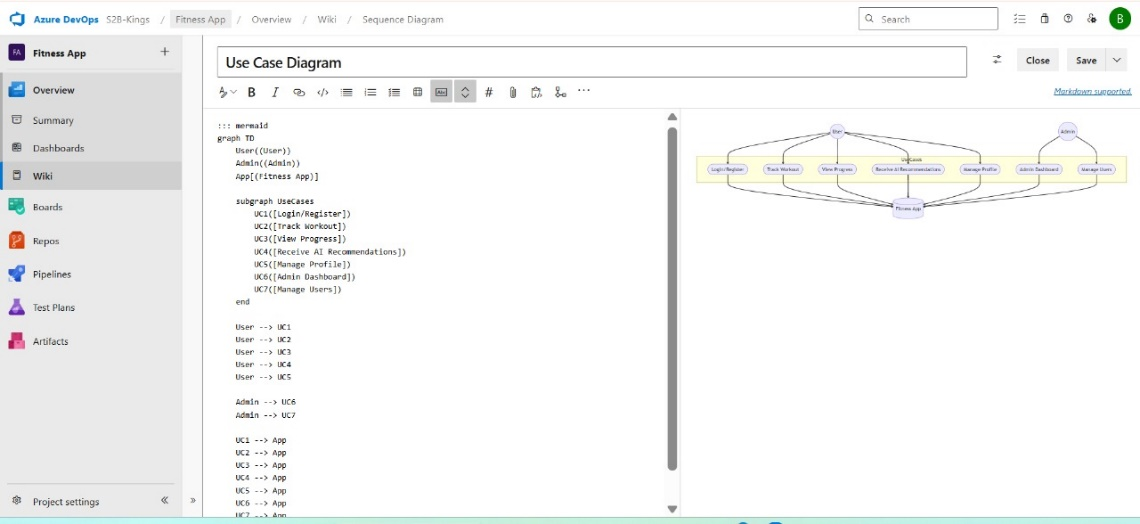 Azure DevOps S2B-Kings / Fitness App / Overview / Wiki / Sequence Diagram
Search
B
FA Fitness App +
Overview
Summary
Dashboards
Wiki
Boards
Repos
Pipelines
Test Plans
Artifacts
Project settings
Use Case Diagram
Close
Save
B I </> # ...
Markdown supported.
::: mermaid
graph TD
User((User))
Admin((Admin))
App[(Fitness App)]
subgraph UseCases
UC1([Login/Register])
UC2([Track Workout])
UC3([View Progress])
UC4([Receive AI Recommendations])
UC5([Manage Profile])
UC6([Admin Dashboard])
UC7([Manage Users])
end
User --> UC1
User --> UC2
User --> UC3
User --> UC4
User --> UC5
Admin --> UC6
Admin --> UC7
UC1 --> App
UC2 --> App
UC3 --> App
UC4 --> App
UC5 --> App
UC6 --> App
UC7 --> App
User
Admin
UseCases
Login/Register
Track Workout
View Progress
Receive AI Recommendations
Manage Profile
Admin Dashboard
Manage Users
Fitness App